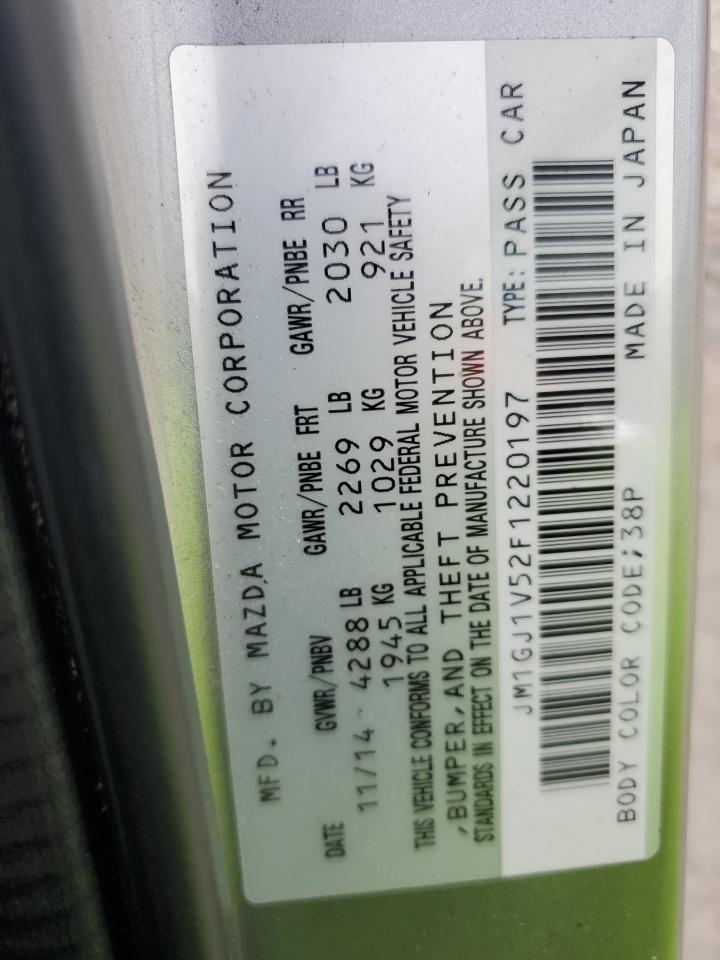 MFD. BY MAZDA MOTOR CORPORATION
DATE GVWR/PNBV GAWR/PNBE FRT GAWR/PNBE RR
11/14 4288 LB 2269 LB 2030 LB
1945 KG 1029 KG 921 KG
THIS VEHICLE CONFORMS TO ALL APPLICABLE FEDERAL MOTOR VEHICLE SAFETY
,BUMPER,AND THEFT PREVENTION
STANDARDS IN EFFECT ON THE DATE OF MANUFACTURE SHOWN ABOVE.
JM1GJ1V52F1220197 TYPE: PASS CAR
BODY COLOR CODE;38P MADE IN JAPAN